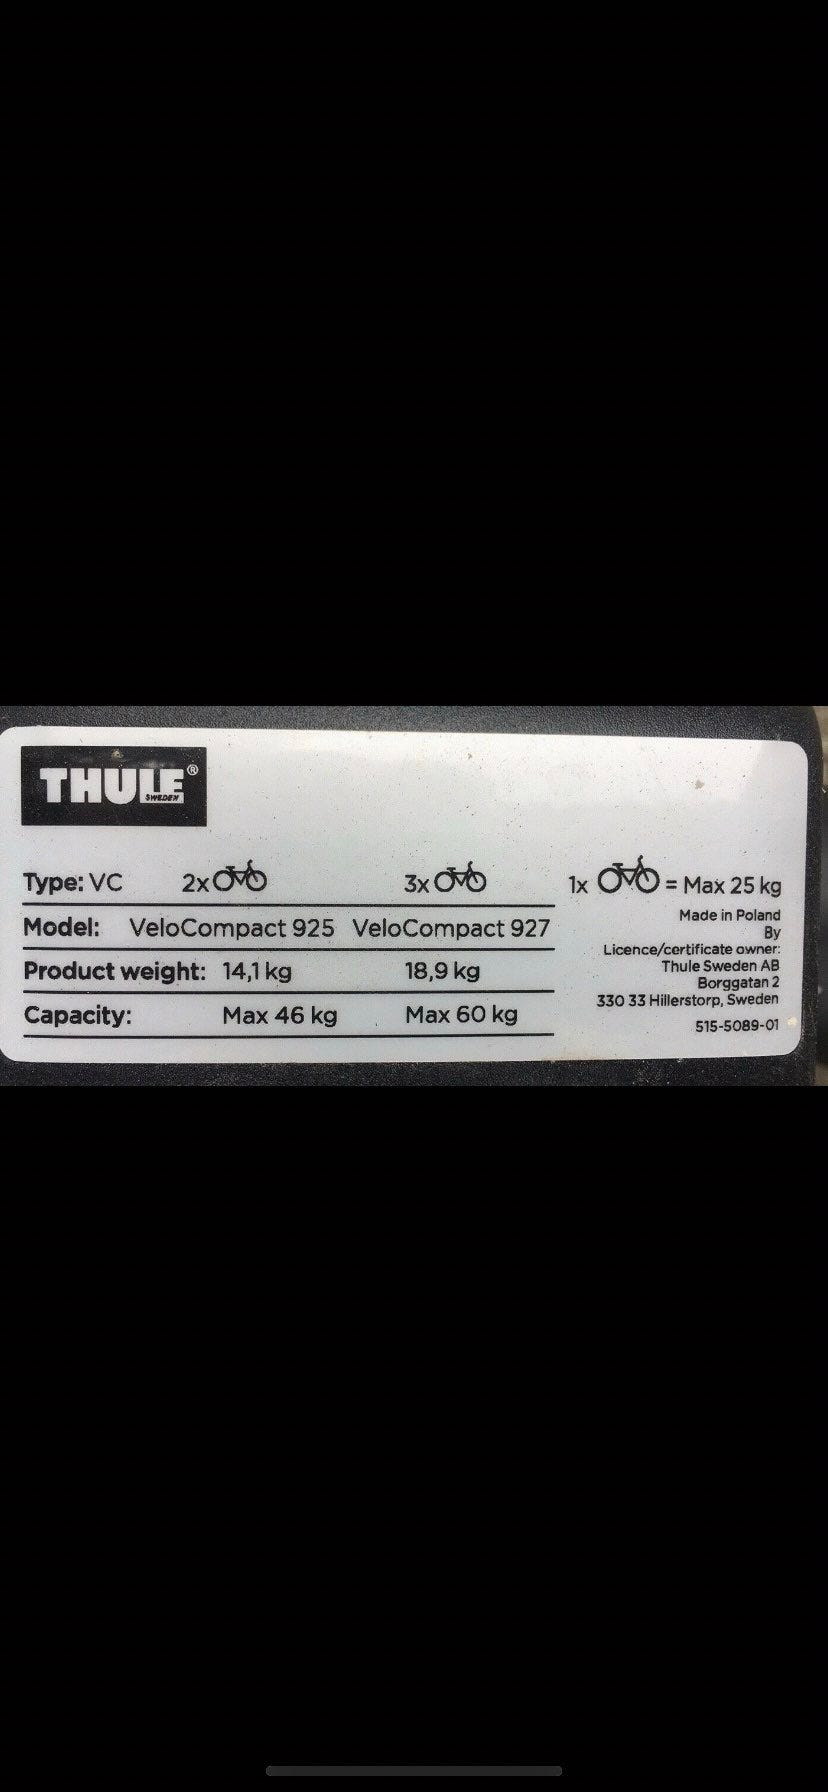 THULE®
SWEDEN
Type: VC 2x 3x 1x = Max 25 kg
Model: VeloCompact 925 VeloCompact 927
Product weight: 14,1 kg 18,9 kg
Capacity: Max 46 kg Max 60 kg
Made in Poland
By
Licence/certificate owner:
Thule Sweden AB
Borggatan 2
330 33 Hillerstorp, Sweden
515-5089-01